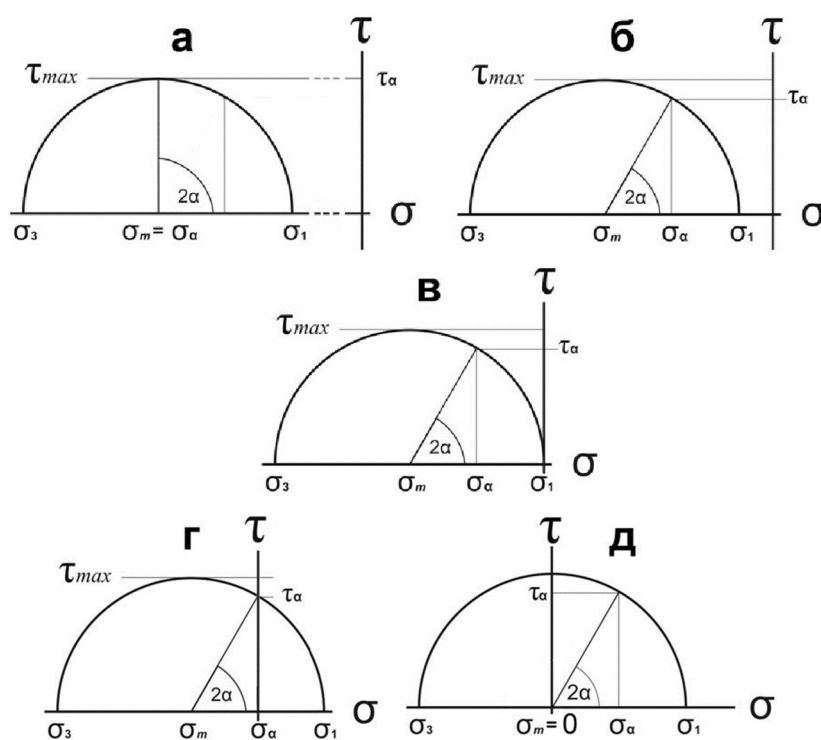 а
τ
τmax
τα
2α
σ
σ3
σm = σα
σ1
б
τ
τmax
τα
2α
σ
σ3
σm
σα
σ1
в
τ
τmax
τα
2α
σ
σ3
σm
σα
σ1
г
τ
τmax
τα
2α
σ
σ3
σm
σα
σ1
τ
д
τα
2α
σ
σ3
σm = 0
σα
σ1